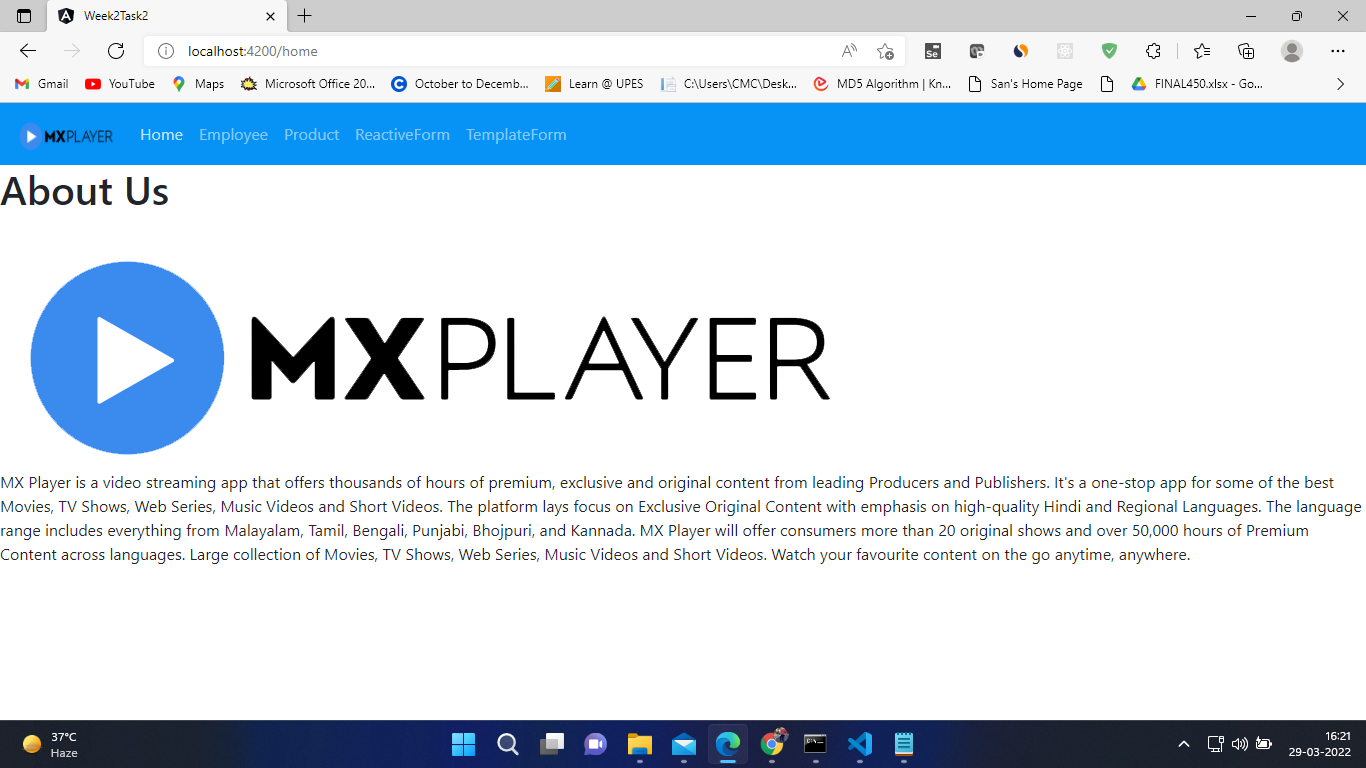 Week2Task2
localhost:4200/home
Gmail YouTube Maps Microsoft Office 20... October to Decemb... Learn @ UPES C:\Users\CMC\Desk... MD5 Algorithm | Kn... San's Home Page FINAL450.xlsx - Go...
MXPLAYER Home Employee Product ReactiveForm TemplateForm
About Us
MXPLAYER
MX Player is a video streaming app that offers thousands of hours of premium, exclusive and original content from leading Producers and Publishers. It's a one-stop app for some of the best
Movies, TV Shows, Web Series, Music Videos and Short Videos. The platform lays focus on Exclusive Original Content with emphasis on high-quality Hindi and Regional Languages. The language
range includes everything from Malayalam, Tamil, Bengali, Punjabi, Bhojpuri, and Kannada. MX Player will offer consumers more than 20 original shows and over 50,000 hours of Premium
Content across languages. Large collection of Movies, TV Shows, Web Series, Music Videos and Short Videos. Watch your favourite content on the go anytime, anywhere.
37°C
Haze
16:21
29-03-2022